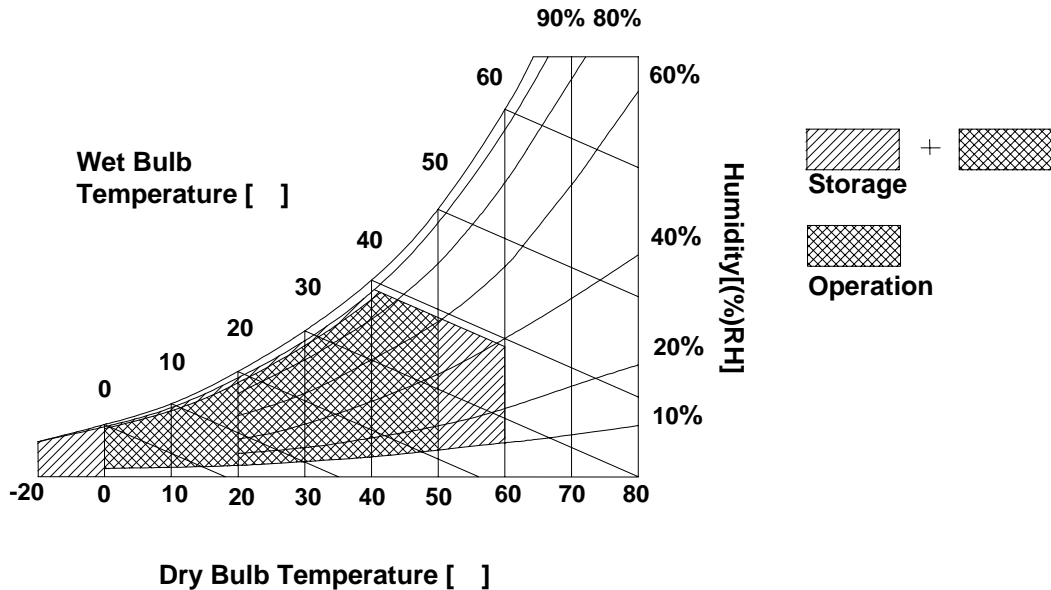 90% 80%
60
60%
50
Wet Bulb
Temperature [ ]
Storage
40
40%
Humidity[(%)RH]
30
Operation
20
20%
10
0
10%
-20 0 10 20 30 40 50 60 70 80
Dry Bulb Temperature [ ]